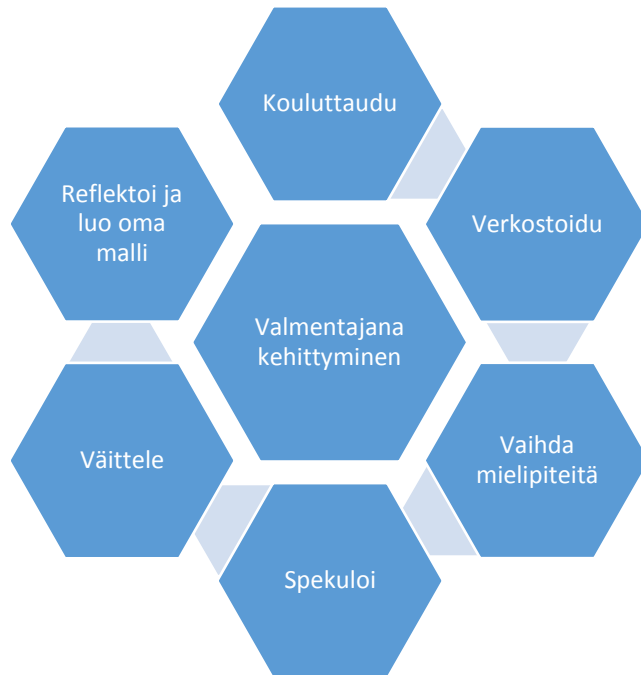 Kouluttaudu
Verkostoidu
Vaihda
mielipiteitä
Spekuloi
Väittele
Reflektoi ja
luo oma
malli
Valmentajana
kehittyminen